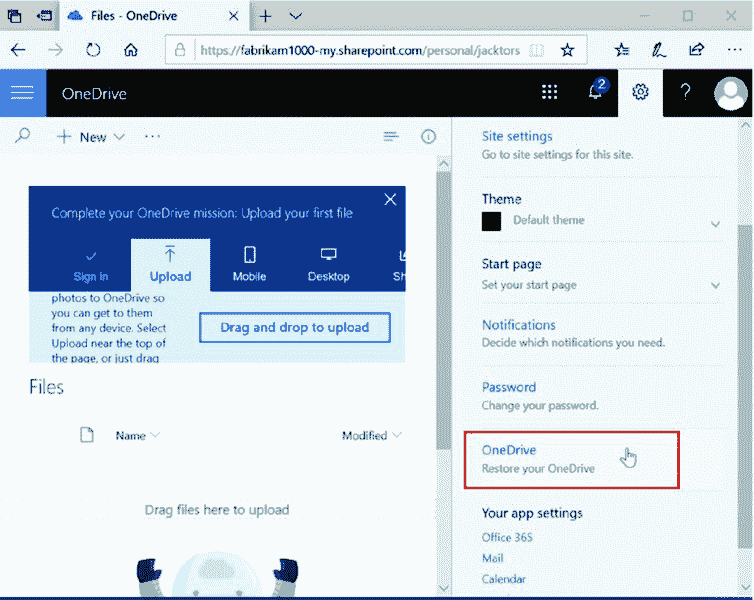 Files - OneDrive
https://fabrikam1000-my.sharepoint.com/personal/jacktors
OneDrive
2
?
New
Complete your OneDrive mission: Upload your first file
Sign in
Upload
Mobile
Desktop
Sh
photos to OneDrive so
you can get to them
from any device. Select
Upload near the top of
the page, or just drag
Drag and drop to upload
Files
Name
Modified
Drag files here to upload
Site settings
Go to site settings for this site.
Theme
Default theme
Start page
Set your start page
Notifications
Decide which notifications you need.
Password
Change your password.
OneDrive
Restore your OneDrive
Your app settings
Office 365
Mail
Calendar